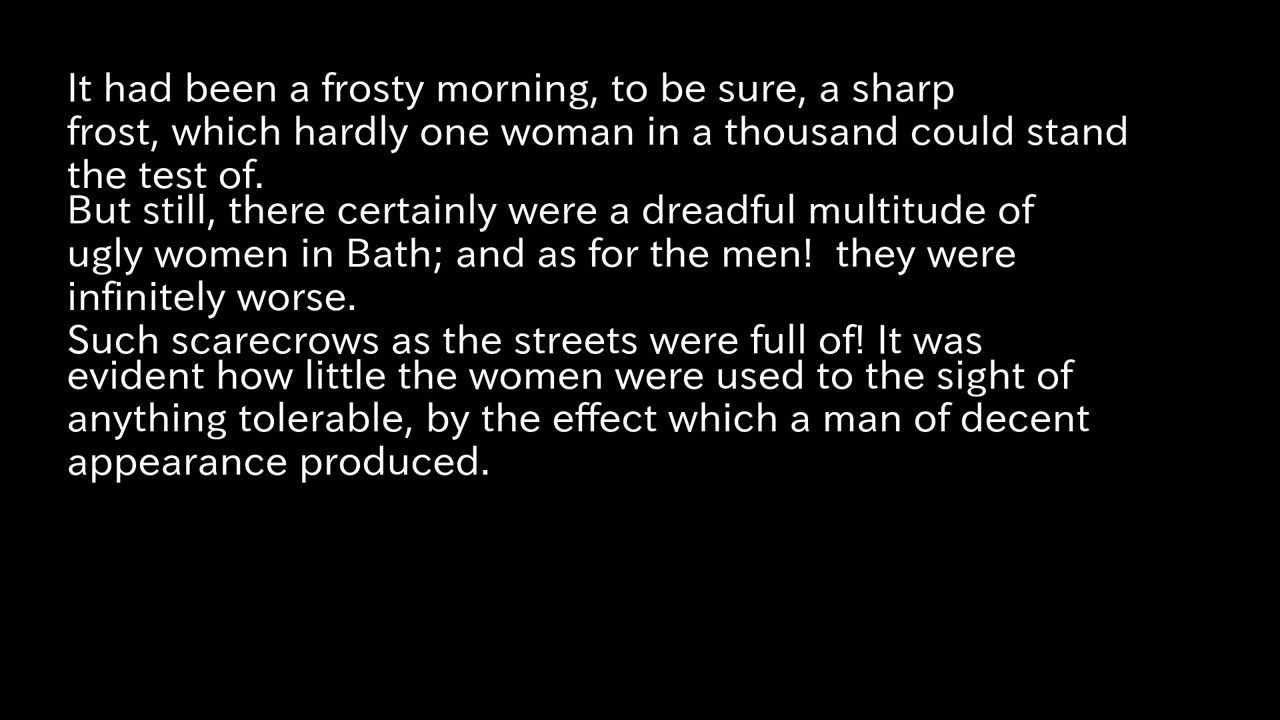 It had been a frosty morning, to be sure, a sharp
frost, which hardly one woman in a thousand could stand
the test of.
But still, there certainly were a dreadful multitude of
ugly women in Bath; and as for the men!  they were
infinitely worse.
Such scarecrows as the streets were full of! It was
evident how little the women were used to the sight of
anything tolerable, by the effect which a man of decent
appearance produced.